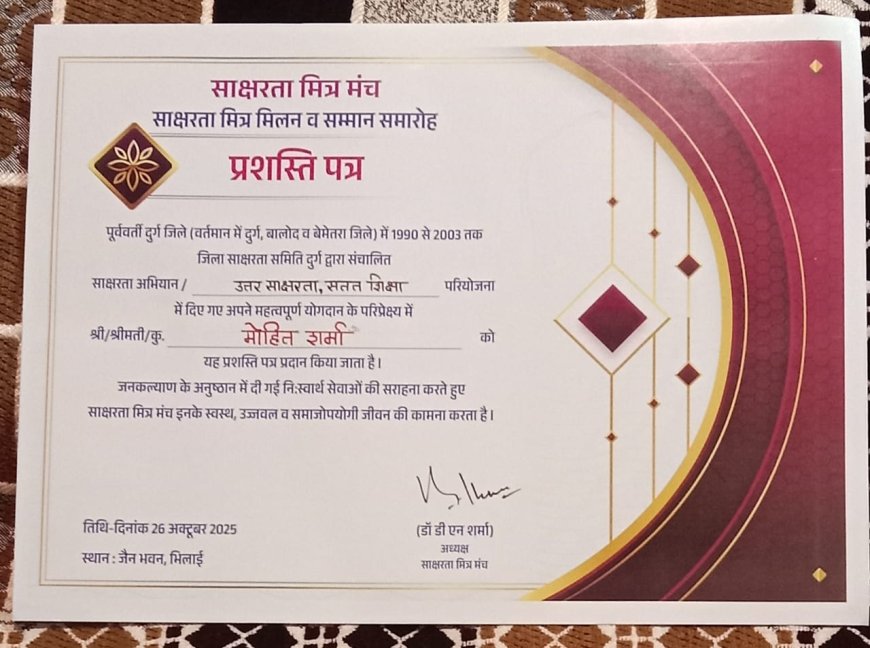 साक्षरता मित्र मंच
साक्षरता मित्र मिलन व सम्मान समारोह
प्रशस्ति पत्र
पूर्ववर्ती दुर्ग जिले (वर्तमान में दुर्ग, बालोद व बेमेतरा जिले) में 1990 से 2003 तक
जिला साक्षरता समिति दुर्ग द्वारा संचालित
साक्षरता अभियान / उत्तर साक्षरता, सतत शिक्षा परियोजना
में दिए गए अपने महत्वपूर्ण योगदान के परिप्रेक्ष्य में
श्री/श्रीमती/कु. मोहित शर्मा को
यह प्रशस्ति पत्र प्रदान किया जाता है।
जनकल्याण के अनुष्ठान में दी गई नि:स्वार्थ सेवाओं की सराहना करते हुए
साक्षरता मित्र मंच इनके स्वस्थ, उज्जवल व समाजोपयोगी जीवन की कामना करता है।
तिथि-दिनांक 26 अक्टूबर 2025
स्थान : जैन भवन, भिलाई
(डॉ डी एन शर्मा)
अध्यक्ष
साक्षरता मित्र मंच